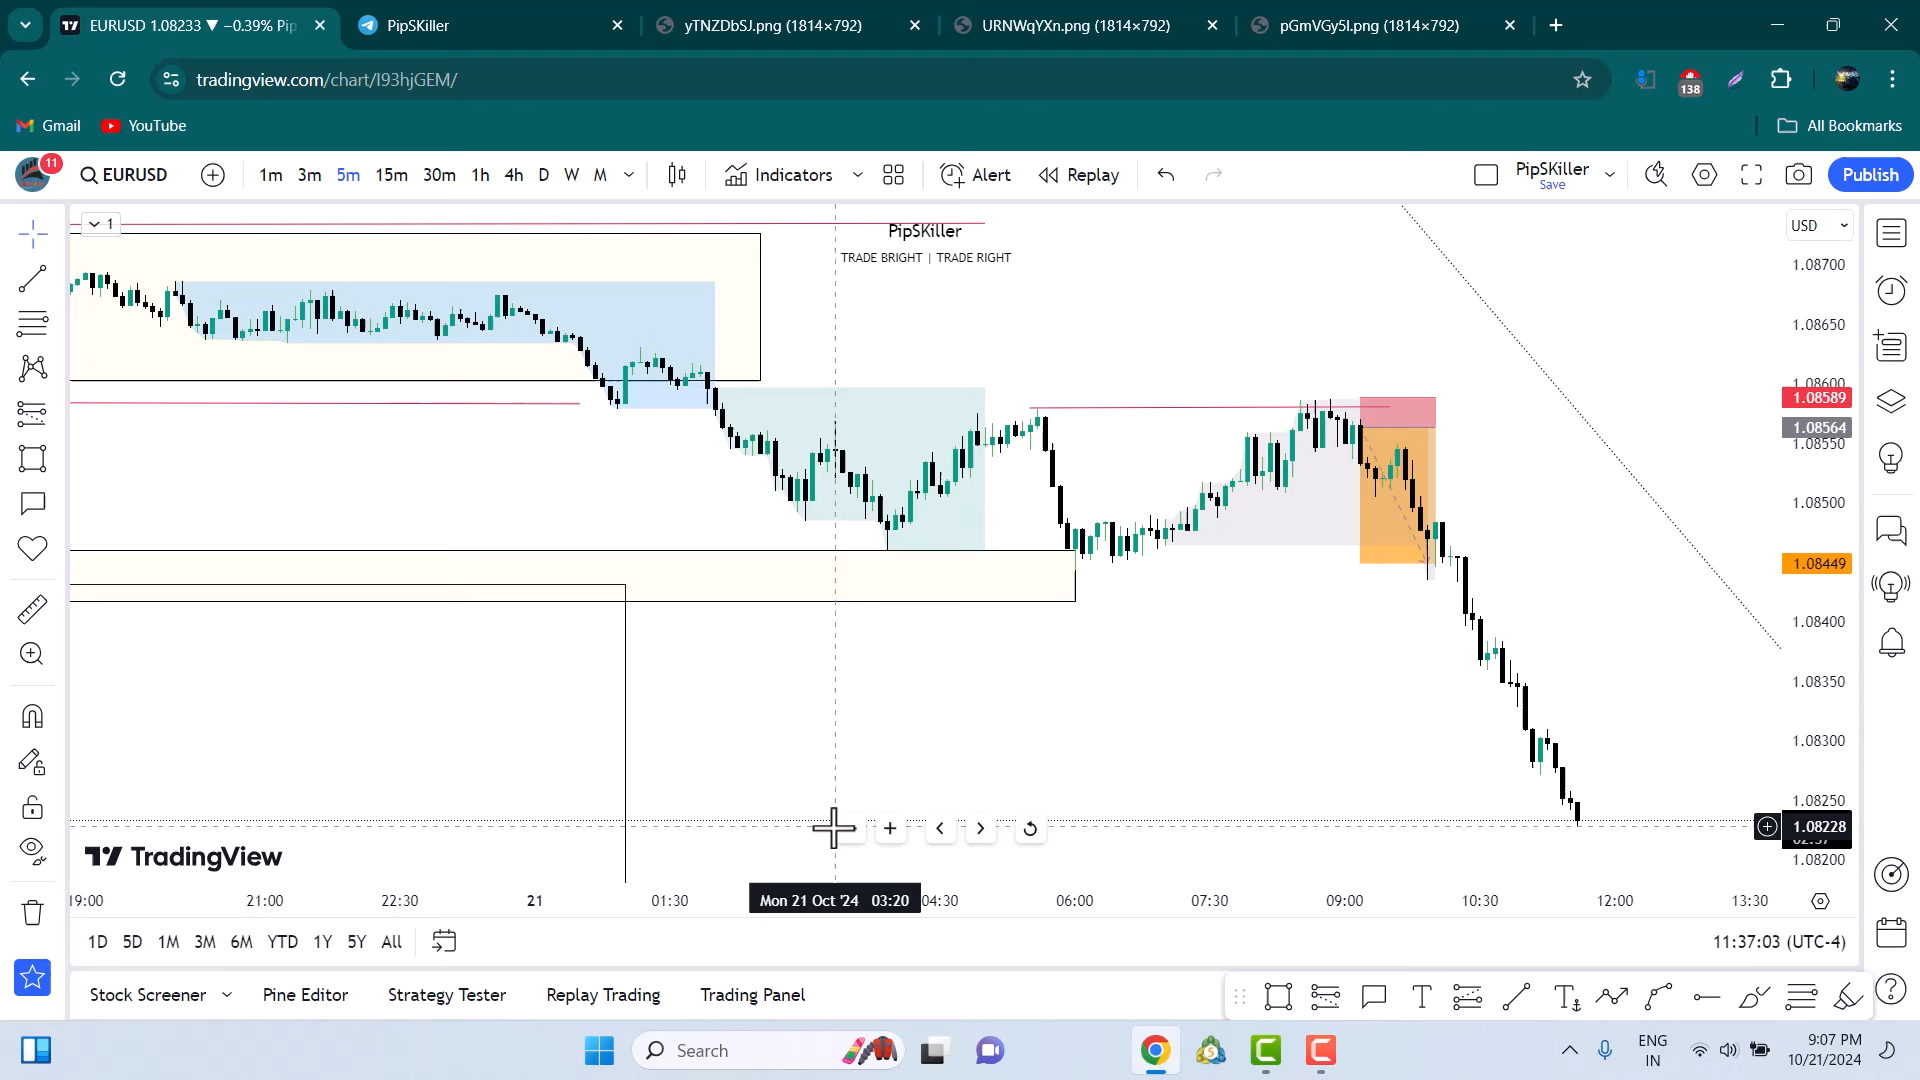 EURUSD 1.08233 ▼ −0.39% Pip
PipSKiller
yTNZDbSJ.png (1814×792)
URNWqYXn.png (1814×792)
pGmVGy5I.png (1814×792)
tradingview.com/chart/I93hjGEM/
138
Gmail
YouTube
All Bookmarks
11
EURUSD
1m 3m 5m 15m 30m 1h 4h D W M
Indicators
Alert
Replay
PipSKiller
Save
Publish
1
PipSKiller
TRADE BRIGHT | TRADE RIGHT
USD
1.08700
1.08650
1.08600
1.08589
1.08564
1.08550
1.08500
1.08449
1.08400
1.08350
1.08300
1.08250
1.08228
1.08200
TradingView
19:00 21:00 22:30 21 01:30 Mon 21 Oct '24 03:20 04:30 06:00 07:30 09:00 10:30 12:00 13:30
1D 5D 1M 3M 6M YTD 1Y 5Y All
11:37:03 (UTC-4)
Stock Screener
Pine Editor
Strategy Tester
Replay Trading
Trading Panel
Search
ENG
IN
9:07 PM
10/21/2024